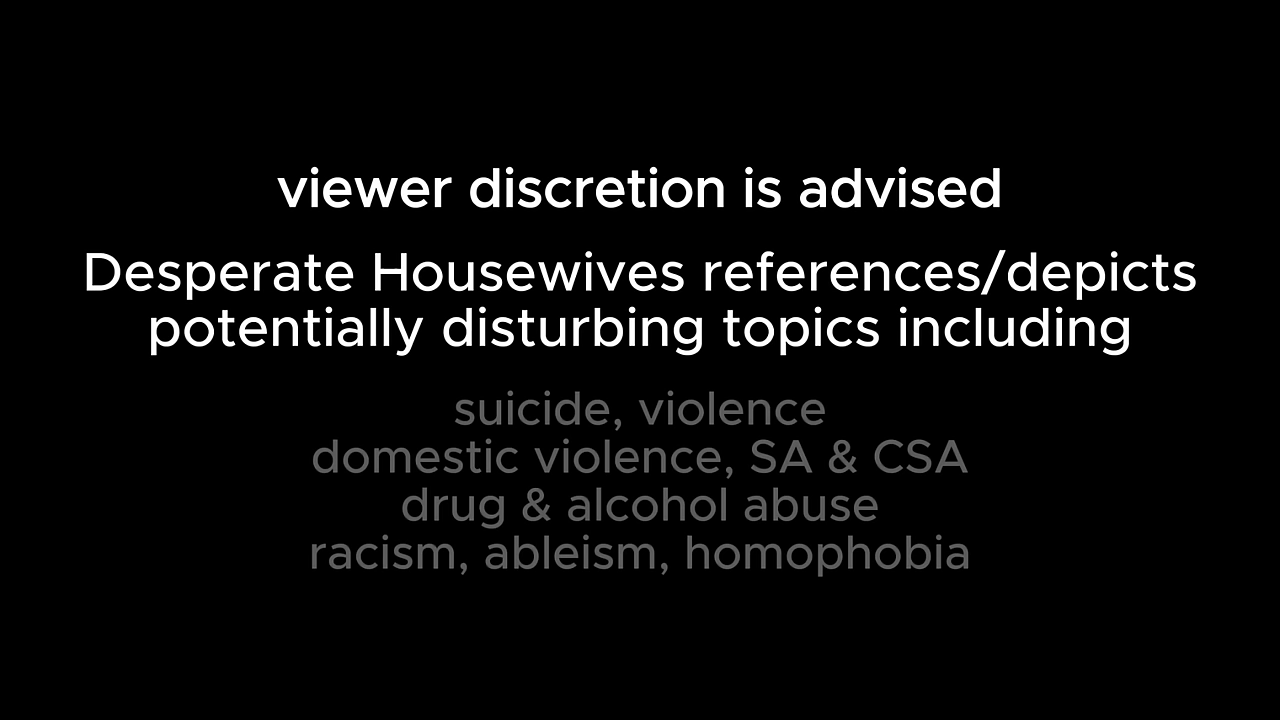 viewer discretion is advised
Desperate Housewives references/depicts
potentially disturbing topics including
suicide, violence
domestic violence, SA & CSA
drug & alcohol abuse
racism, ableism, homophobia